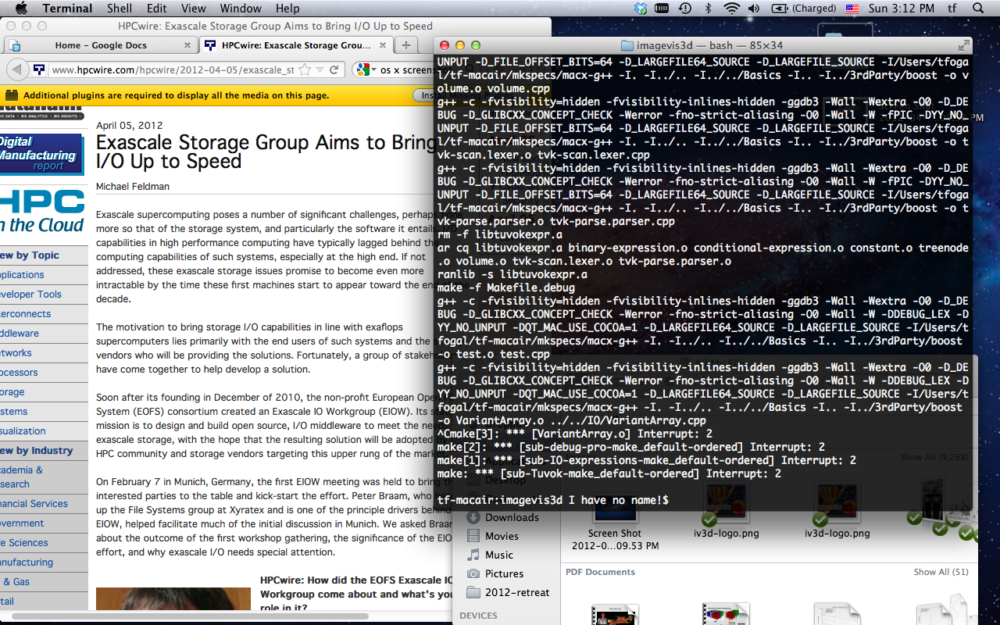 Terminal Shell Edit View Window Help
(Charged) Sun 3:12 PM tf
HPCwire: Exascale Storage Group Aims to Bring I/O Up to Speed
Home – Google Docs
HPCwire: Exascale Storage Grou...
www.hpcwire.com/hpcwire/2012-04-05/exascale_st
os x screens
Additional plugins are required to display all the media on this page.
DATA • BIG ANALYTICS • BIG INSIGHTS
Digital
Manufacturing
report
HPC
in the Cloud
ew by Topic
plications
eveloper Tools
terconnects
iddleware
etworks
ocessors
orage
stems
sualization
ew by Industry
cademia &
search
nancial Services
overnment
fe Sciences
anufacturing
& Gas
tail
April 05, 2012
Exascale Storage Group Aims to Bring
I/O Up to Speed
Michael Feldman
Exascale supercomputing poses a number of significant challenges, perhaps none
more so that of the storage system, and particularly the software it entails. I/O
capabilities in high performance computing have typically lagged behind the
computing capabilities of such systems, especially at the high end. If not
addressed, these exascale storage issues promise to become even more
intractable by the time these first machines start to appear toward the end of the
decade.
The motivation to bring storage I/O capabilities in line with exaflops
supercomputers lies primarily with the end users of such systems and the s
vendors who will be providing the solutions. Fortunately, a group of stakehol
have come together to help develop a solution.
Soon after its founding in December of 2010, the non-profit European Open
System (EOFS) consortium created an Exascale IO Workgroup (EIOW). Its sta
mission is to design and build open source, I/O middleware to meet the need
exascale storage, with the hope that the resulting solution will be adopted by t
HPC community and storage vendors targeting this upper rung of the market.
On February 7 in Munich, Germany, the first EIOW meeting was held to bring th
interested parties to the table and kick-start the effort. Peter Braam, who he
up the File Systems group at Xyratex and is one of the principle drivers behind
EIOW, helped facilitate much of the initial discussion in Munich. We asked Braa
about the outcome of the first workshop gathering, the significance of the EIO
effort, and why exascale I/O needs special attention.
HPCwire: How did the EOFS Exascale IO
Workgroup come about and what's you
role in it?
imagevis3d — bash — 85×34
UNPUT -D_FILE_OFFSET_BITS=64 -D_LARGEFILE64_SOURCE -D_LARGEFILE_SOURCE -I/Users/tfoga
l/tf-macair/mkspecs/macx-g++ -I. -I../.. -I../../Basics -I.. -I../3rdParty/boost -o v
olume.o volume.cpp
g++ -c -fvisibility=hidden -fvisibility-inlines-hidden -ggdb3 -Wall -Wextra -O0 -D_DE
BUG -D_GLIBCXX_CONCEPT_CHECK -Werror -fno-strict-aliasing -O0 -Wall -W -fPIC -DYY_NO_
UNPUT -D_FILE_OFFSET_BITS=64 -D_LARGEFILE64_SOURCE -D_LARGEFILE_SOURCE -I/Users/tfoga
l/tf-macair/mkspecs/macx-g++ -I. -I../.. -I../../Basics -I.. -I../3rdParty/boost -o t
vk-scan.lexer.o tvk-scan.lexer.cpp
g++ -c -fvisibility=hidden -fvisibility-inlines-hidden -ggdb3 -Wall -Wextra -O0 -D_DE
BUG -D_GLIBCXX_CONCEPT_CHECK -Werror -fno-strict-aliasing -O0 -Wall -W -fPIC -DYY_NO_
UNPUT -D_FILE_OFFSET_BITS=64 -D_LARGEFILE64_SOURCE -D_LARGEFILE_SOURCE -I/Users/tfoga
l/tf-macair/mkspecs/macx-g++ -I. -I../.. -I../../Basics -I.. -I../3rdParty/boost -o t
vk-parse.parser.o tvk-parse.parser.cpp
rm -f libtuvokexpr.a
ar cq libtuvokexpr.a binary-expression.o conditional-expression.o constant.o treenode
.o volume.o tvk-scan.lexer.o tvk-parse.parser.o
ranlib -s libtuvokexpr.a
make -f Makefile.debug
g++ -c -fvisibility=hidden -fvisibility-inlines-hidden -ggdb3 -Wall -Wextra -O0 -D_DE
BUG -D_GLIBCXX_CONCEPT_CHECK -Werror -fno-strict-aliasing -O0 -Wall -W -DDEBUG_LEX -D
YY_NO_UNPUT -DQT_MAC_USE_COCOA=1 -D_LARGEFILE64_SOURCE -D_LARGEFILE_SOURCE -I/Users/t
fogal/tf-macair/mkspecs/macx-g++ -I. -I../.. -I../../Basics -I.. -I../3rdParty/boost
-o test.o test.cpp
g++ -c -fvisibility=hidden -fvisibility-inlines-hidden -ggdb3 -Wall -Wextra -O0 -D_DE
BUG -D_GLIBCXX_CONCEPT_CHECK -Werror -fno-strict-aliasing -O0 -Wall -W -DDEBUG_LEX -D
YY_NO_UNPUT -DQT_MAC_USE_COCOA=1 -D_LARGEFILE64_SOURCE -D_LARGEFILE_SOURCE -I/Users/t
fogal/tf-macair/mkspecs/macx-g++ -I. -I../.. -I../../Basics -I.. -I../3rdParty/boost
-o VariantArray.o ../../IO/VariantArray.cpp
^Cmake[3]: *** [VariantArray.o] Interrupt: 2
make[2]: *** [sub-debug-pro-make_default-ordered] Interrupt: 2
make[1]: *** [sub-IO-expressions-make_default-ordered] Interrupt: 2
make: *** [sub-Tuvok-make_default-ordered] Interrupt: 2
tf-macair:imagevis3d I have no name!$
Show All (9,268)
Desktop
Downloads
Movies
Music
Pictures
2012-retreat
DEVICES
Screen Shot
2012-0...09.53 PM
iv3d-logo.png
iv3d-logo.png
PDF Documents
Show All (51)